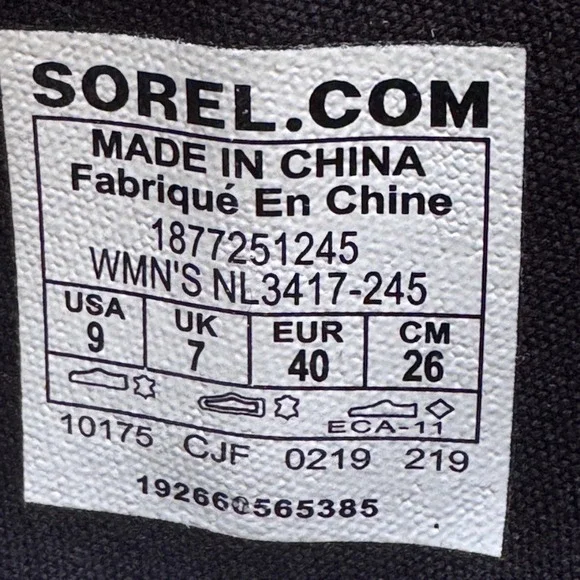 SOREL.COM
MADE IN CHINA
Fabriqué En Chine
1877251245
WMN'S NL3417-245
USA UK EUR CM
9 7 40 26
ECA-11
10175 CJF 0219 219
192660565385